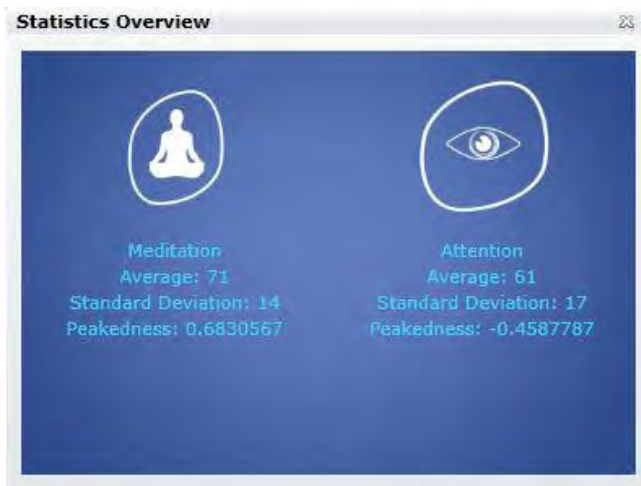 Statistics Overview
Meditation
Average: 71
Standard Deviation: 14
Peakedness: 0.6830567
Attention
Average: 61
Standard Deviation: 17
Peakedness: -0.4587787